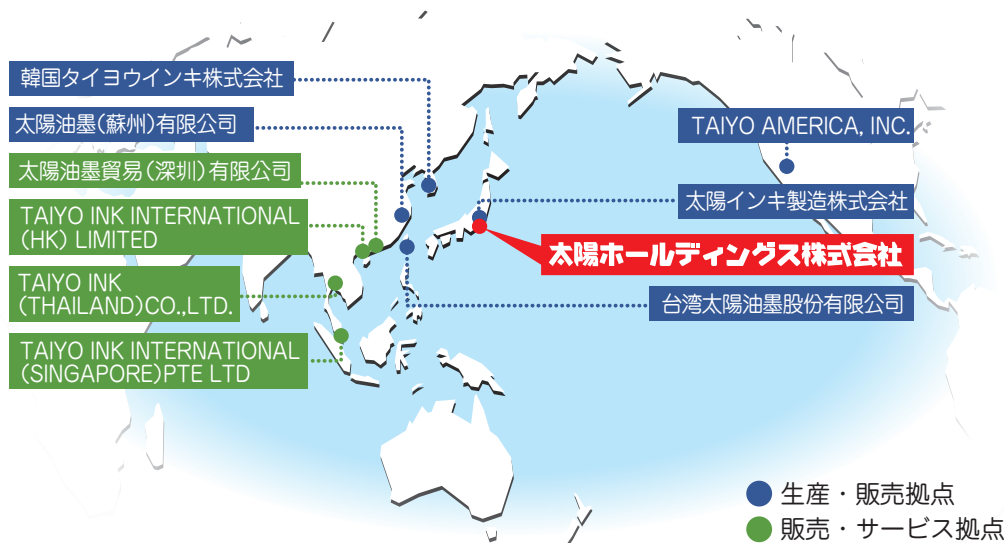 韓国タイヨウインキ株式会社
太陽油墨(蘇州)有限公司
太陽油墨貿易(深圳)有限公司
TAIYO INK INTERNATIONAL
(HK) LIMITED
TAIYO INK
(THAILAND)CO.,LTD.
TAIYO INK INTERNATIONAL
(SINGAPORE)PTE LTD
TAIYO AMERICA, INC.
太陽インキ製造株式会社
太陽ホールディングス株式会社
台湾太陽油墨股份有限公司
生産・販売拠点
販売・サービス拠点